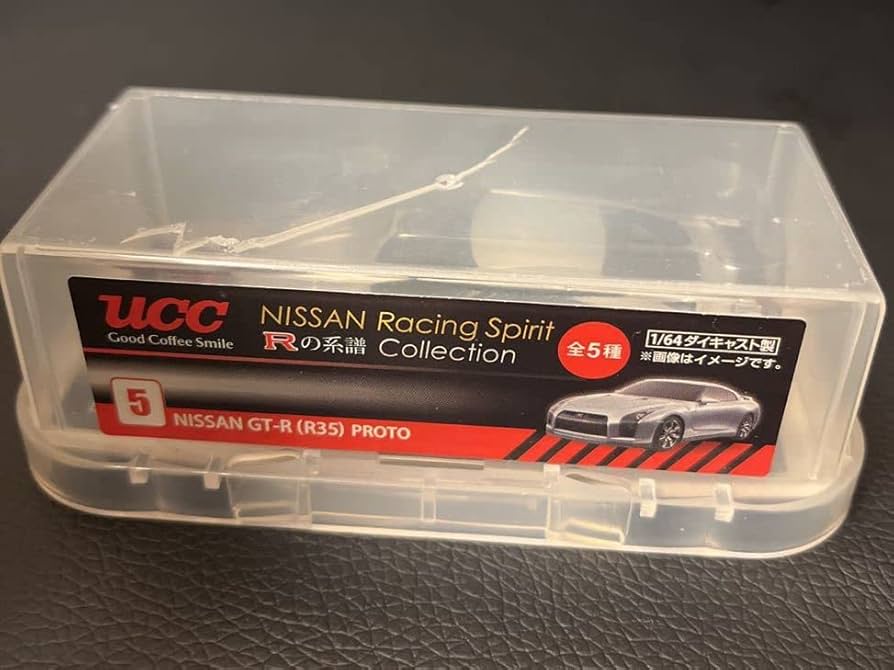 UCC
Good Coffee Smile
NISSAN Racing Spirit
Rの系譜 Collection
全5種
1/64ダイキャスト製
※画像はイメージです。
5
NISSAN GT-R (R35) PROTO